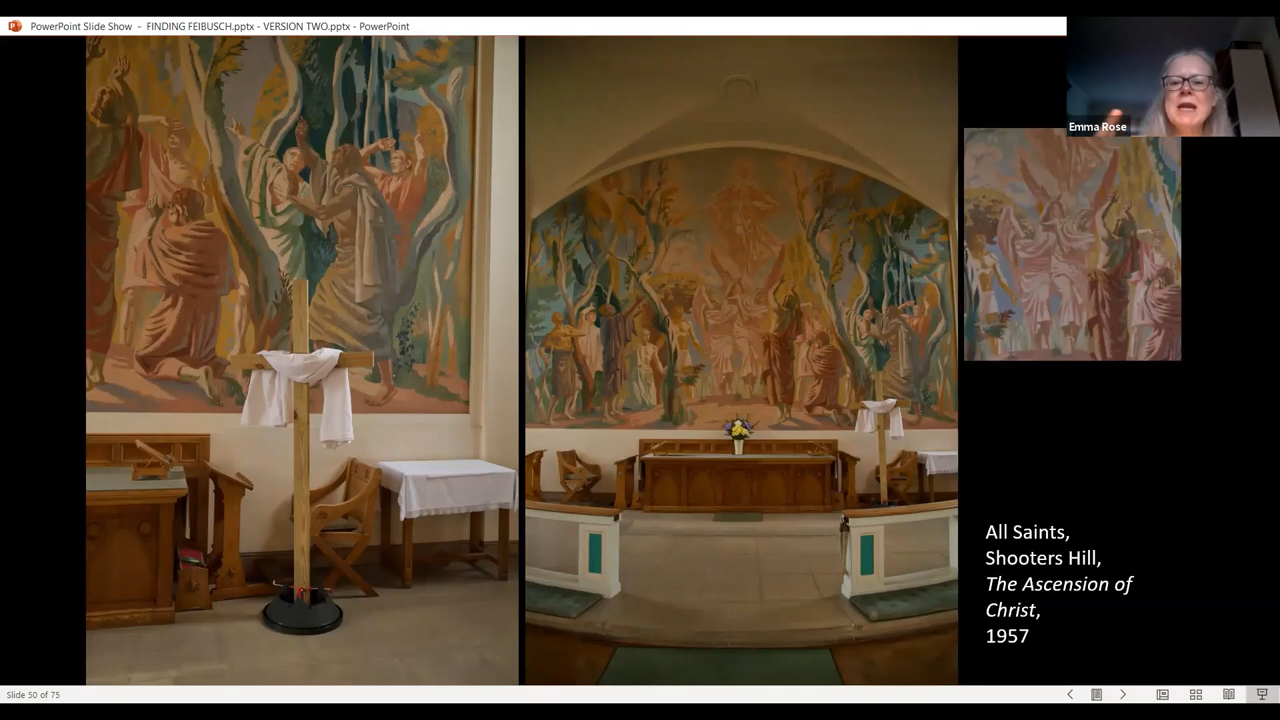 PowerPoint Slide Show - FINDING FEIBUSCH.pptx - VERSION TWO.pptx - PowerPoint
Emma Rose
All Saints,
Shooters Hill,
The Ascension of
Christ,
1957
Slide 50 of 75